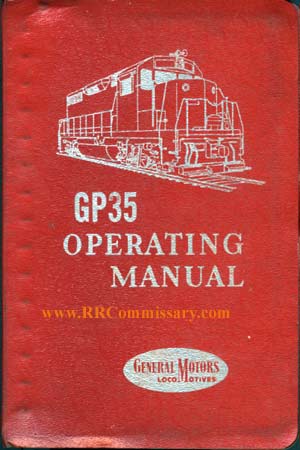 GP35
OPERATING
MANUAL
www.RRCommissary.com
GENERAL MOTORS
LOCOMOTIVES